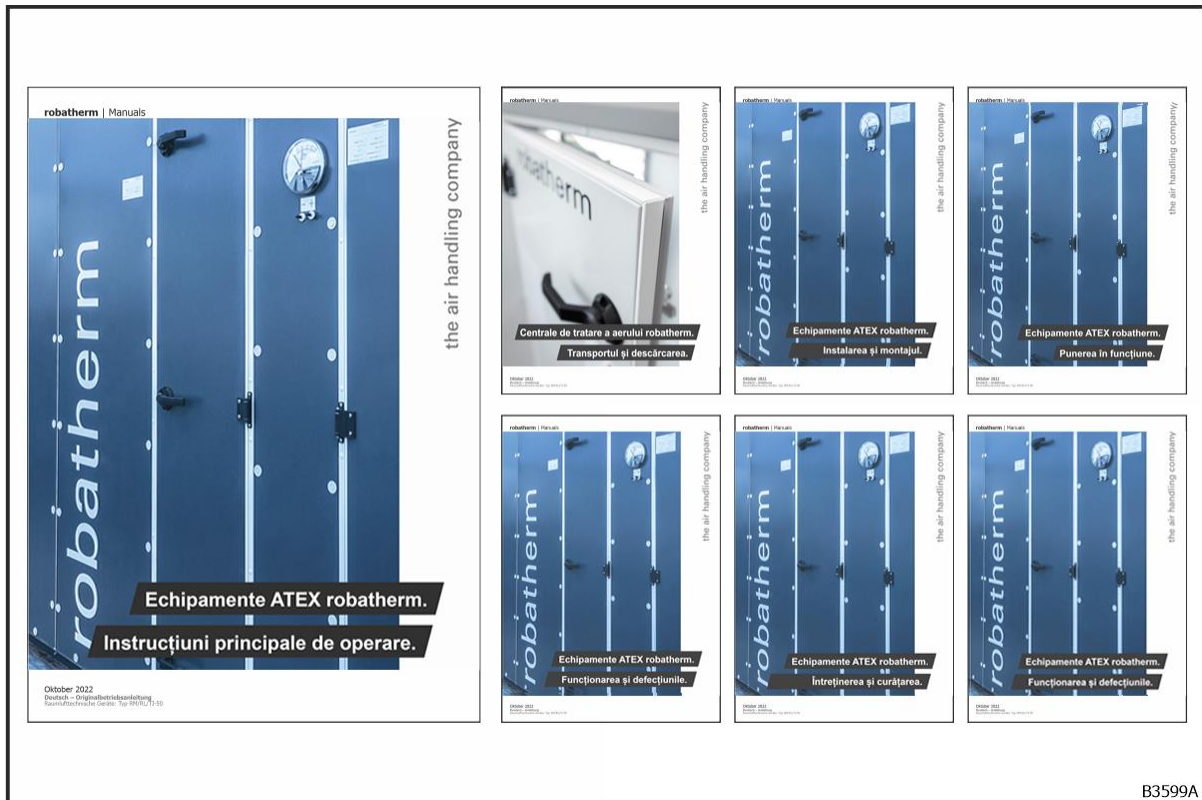 robatherm | Manuals
the air handling company
robatherm
Echipamente ATEX robatherm.
Instrucțiuni principale de operare.
Oktober 2022
Deutsch – Originalbetriebsanleitung
Raumlufttechnische Geräte: Typ RM/RL/TI-50
robatherm | Manuals
the air handling company
robatherm
Centrale de tratare a aerului robatherm.
Transportul și descărcarea.
Oktober 2022
robatherm | Manuals
the air handling company
robatherm
Echipamente ATEX robatherm.
Instalarea și montajul.
Oktober 2022
robatherm | Manuals
the air handling company
robatherm
Echipamente ATEX robatherm.
Punerea în funcțiune.
Oktober 2022
robatherm | Manuals
the air handling company
robatherm
Echipamente ATEX robatherm.
Funcționarea și defecțiunile.
Oktober 2022
robatherm | Manuals
the air handling company
robatherm
Echipamente ATEX robatherm.
Întreținerea și curățarea.
Oktober 2022
robatherm | Manuals
the air handling company
robatherm
Echipamente ATEX robatherm.
Funcționarea și defecțiunile.
Oktober 2022
B3599A